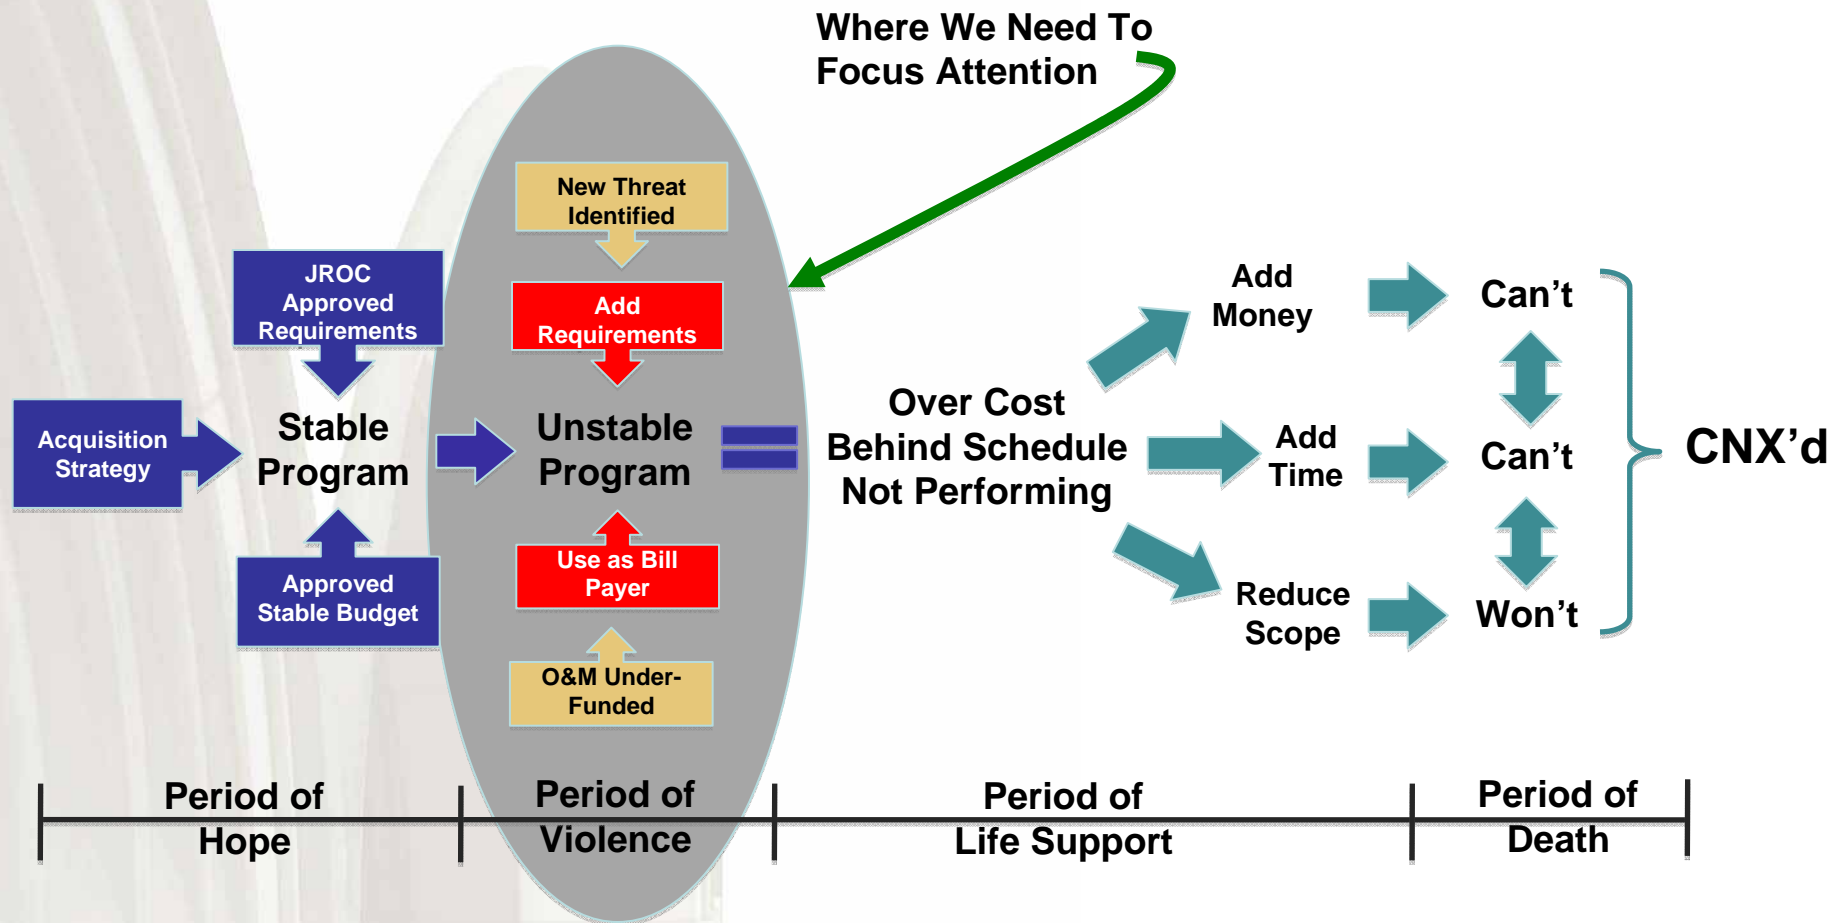 Where We Need To
Focus Attention
New Threat
Identified
JROC
Approved
Requirements
Add
Requirements
Acquisition
Strategy
Stable
Program
Unstable
Program
Approved
Stable Budget
Use as Bill
Payer
O&M Under-
Funded
Over Cost
Behind Schedule
Not Performing
Add
Money
Can't
Add
Time
Can't
Reduce
Scope
Won't
CNX'd
Period of
Hope
Period of
Violence
Period of
Life Support
Period of
Death